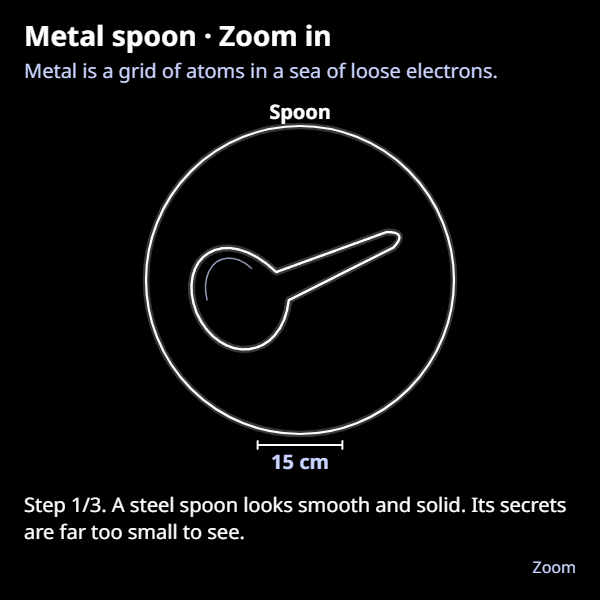 Metal spoon · Zoom in
Metal is a grid of atoms in a sea of loose electrons.
Spoon
15 cm
Step 1/3. A steel spoon looks smooth and solid. Its secrets
are far too small to see.
Zoom